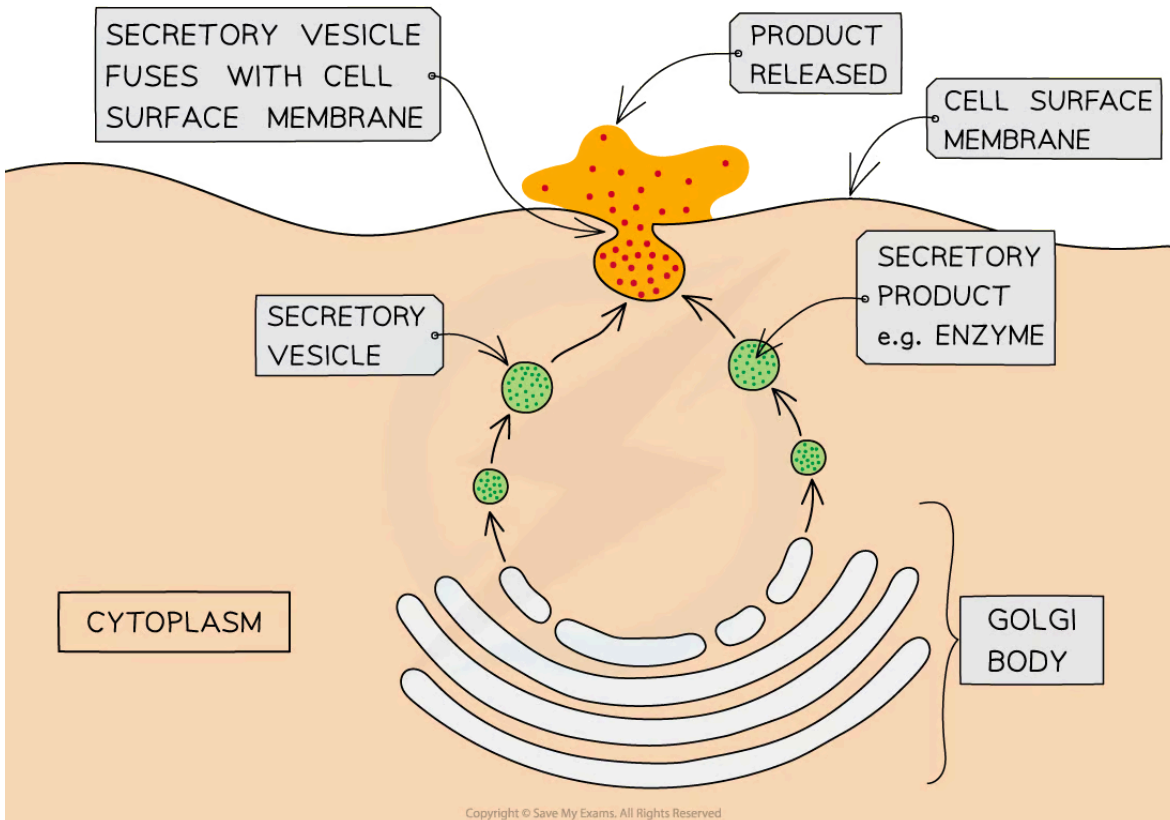 SECRETORY VESICLE
FUSES WITH CELL
SURFACE MEMBRANE
PRODUCT
RELEASED
CELL SURFACE
MEMBRANE
SECRETORY
PRODUCT
e.g. ENZYME
SECRETORY
VESICLE
CYTOPLASM
GOLGI
BODY
Copyright © Save My Exams. All Rights Reserved